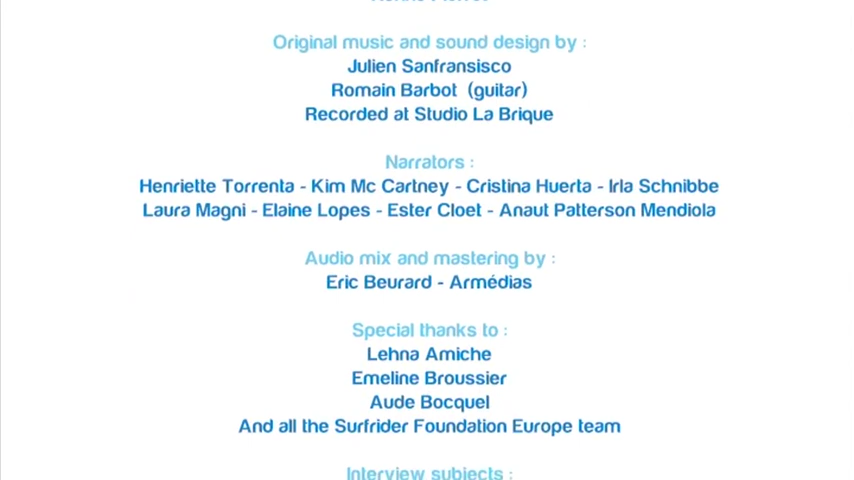 Original music and sound design by :
Julien Sanfransisco
Romain Barbot (guitar)
Recorded at Studio La Brique
Narrators :
Henriette Torrenta - Kim Mc Cartney - Cristina Huerta - Irla Schnibbe
Laura Magni - Elaine Lopes - Ester Cloet - Anaut Patterson Mendiola
Audio mix and mastering by :
Eric Beurard - Armédias
Special thanks to :
Lehna Amiche
Emeline Broussier
Aude Bocquel
And all the Surfrider Foundation Europe team
Interview subjects :